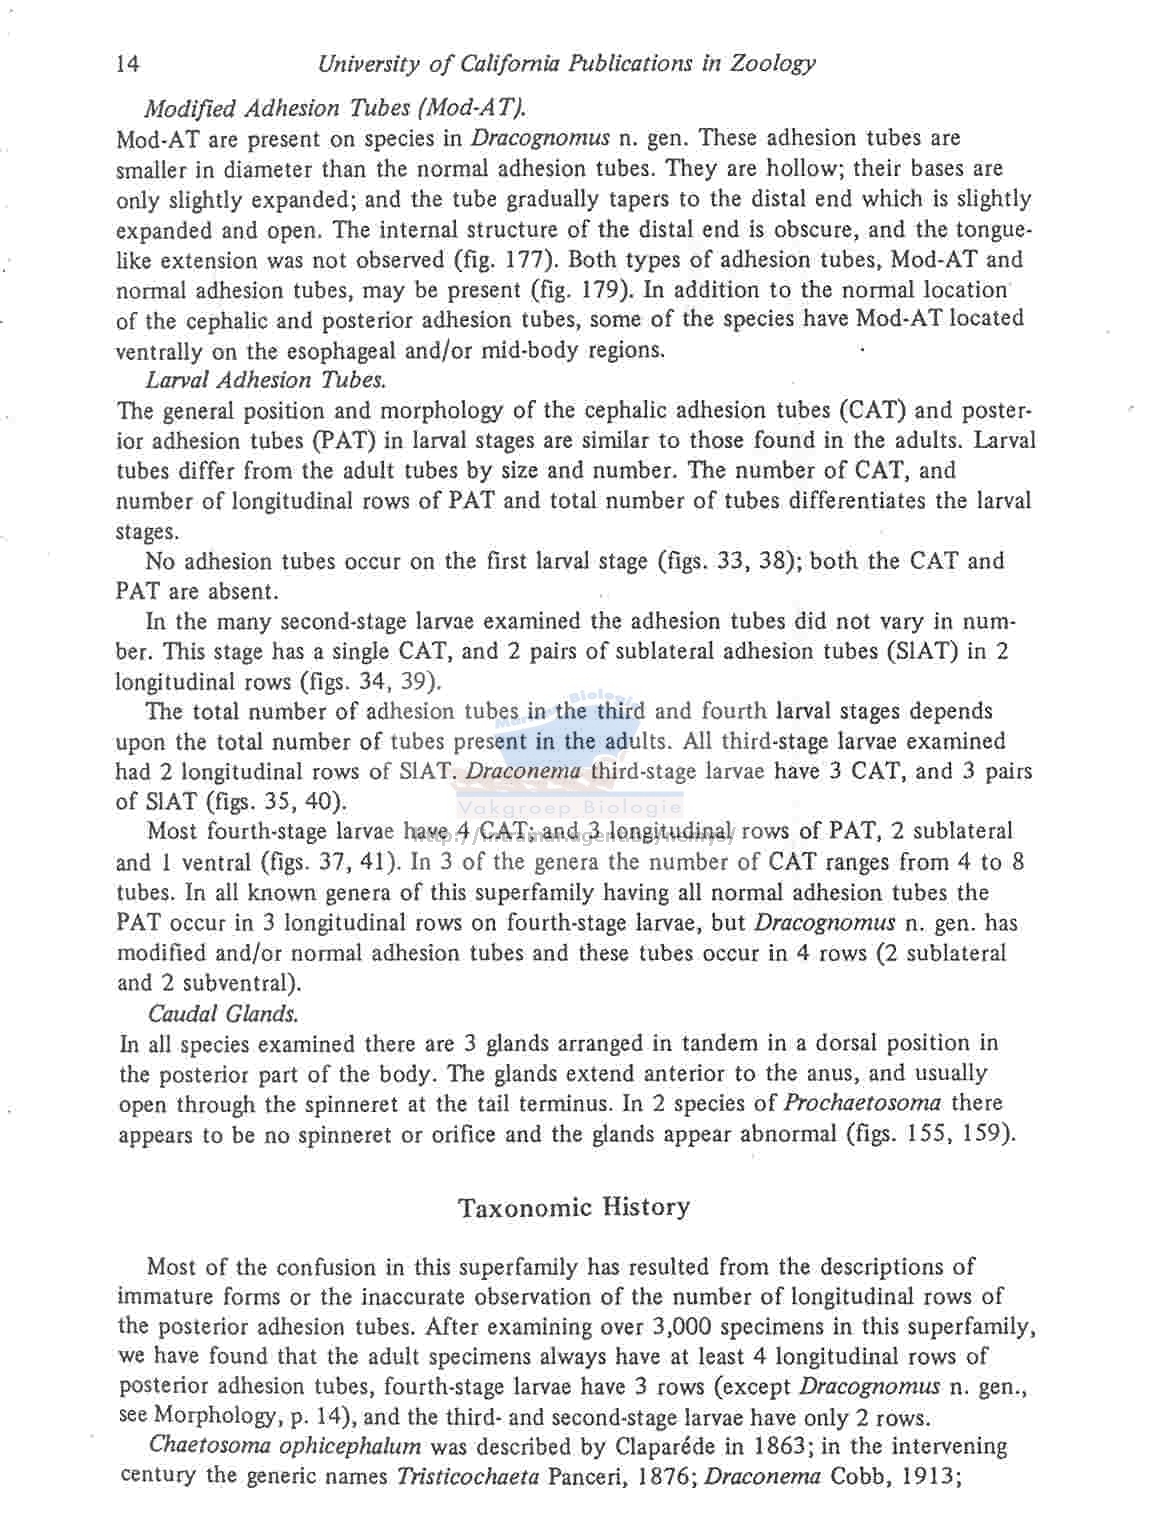 14 University of California Publications in Zoology
Modified Adhesion Tubes (Mod-AT).
Mod-AT are present on species in Dracognomus n. gen. These adhesion tubes are
smaller in diameter than the normal adhesion tubes. They are hollow; their bases are
only slightly expanded; and the tube gradually tapers to the distal end which is slightly
expanded and open. The internal structure of the distal end is obscure, and the tongue-
like extension was not observed (fig. 177). Both types of adhesion tubes, Mod-AT and
normal adhesion tubes, may be present (fig. 179). In addition to the normal location
of the cephalic and posterior adhesion tubes, some of the species have Mod-AT located
ventrally on the esophageal and/or mid-body regions.
Larval Adhesion Tubes.
The general position and morphology of the cephalic adhesion tubes (CAT) and poster-
ior adhesion tubes (PAT) in larval stages are similar to those found in the adults. Larval
tubes differ from the adult tubes by size and number. The number of CAT, and
number of longitudinal rows of PAT and total number of tubes differentiates the larval
stages.
No adhesion tubes occur on the first larval stage (figs. 33, 38); both the CAT and
PAT are absent.
In the many second-stage larvae examined the adhesion tubes did not vary in num-
ber. This stage has a single CAT, and 2 pairs of sublateral adhesion tubes (SlAT) in 2
longitudinal rows (figs. 34, 39).
The total number of adhesion tubes in the third and fourth larval stages depends
upon the total number of tubes present in the adults. All third-stage larvae examined
had 2 longitudinal rows of SlAT. Draconema third-stage larvae have 3 CAT, and 3 pairs
of SlAT (figs. 35, 40).
Vakgroep Biologie
Most fourth-stage larvae have 4 CAT; and 3 longitudinal rows of PAT, 2 sublateral
and 1 ventral (figs. 37, 41). In 3 of the genera the number of CAT ranges from 4 to 8
tubes. In all known genera of this superfamily having all normal adhesion tubes the
PAT occur in 3 longitudinal rows on fourth-stage larvae, but Dracognomus n. gen. has
modified and/or normal adhesion tubes and these tubes occur in 4 rows (2 sublateral
and 2 subventral).
Caudal Glands.
In all species examined there are 3 glands arranged in tandem in a dorsal position in
the posterior part of the body. The glands extend anterior to the anus, and usually
open through the spinneret at the tail terminus. In 2 species of Prochaetosoma there
appears to be no spinneret or orifice and the glands appear abnormal (figs. 155, 159).
Taxonomic History
Most of the confusion in this superfamily has resulted from the descriptions of
immature forms or the inaccurate observation of the number of longitudinal rows of
the posterior adhesion tubes. After examining over 3,000 specimens in this superfamily,
we have found that the adult specimens always have at least 4 longitudinal rows of
posterior adhesion tubes, fourth-stage larvae have 3 rows (except Dracognomus n. gen.,
see Morphology, p. 14), and the third- and second-stage larvae have only 2 rows.
Chaetosoma ophicephalum was described by Claparéde in 1863; in the intervening
century the generic names Tristicochaeta Panceri, 1876; Draconema Cobb, 1913;